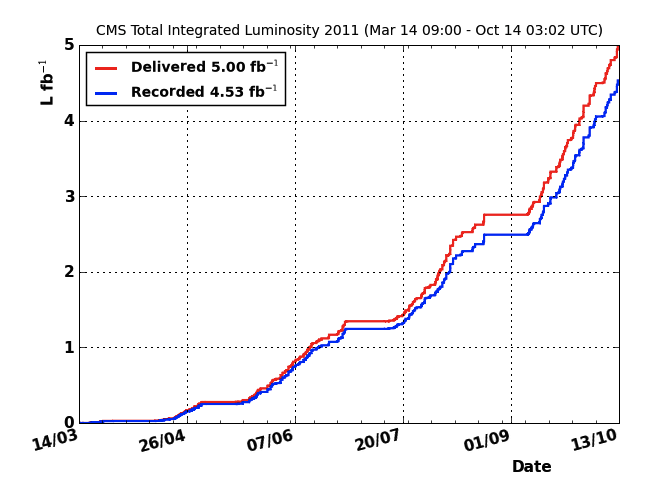 CMS Total Integrated Luminosity 2011 (Mar 14 09:00 - Oct 14 03:02 UTC)
L fb⁻¹
Delivered 5.00 fb⁻¹
Recorded 4.53 fb⁻¹
5
4
3
2
1
0
14/03 26/04 07/06 20/07 01/09 13/10
Date